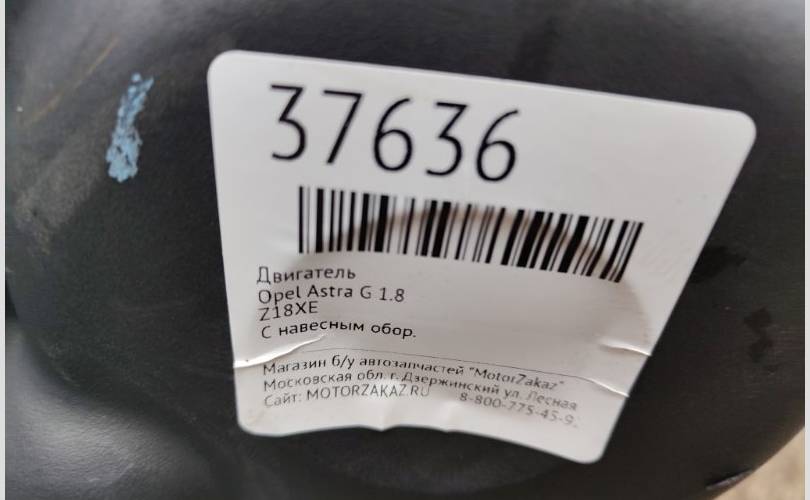 37636
Двигатель
Opel Astra G 1.8
Z18XE
С навесным обор.
Магазин б/у автозапчастей "MotorZakaz"
Московская обл. г. Дзержинский ул. Лесная
Сайт: MOTORZAKAZ.RU 8-800-775-45-9